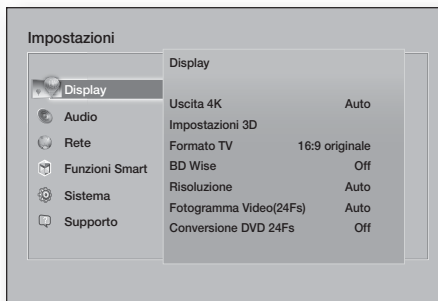 Impostazioni
Display
Audio
Rete
Funzioni Smart
Sistema
Supporto
Display
Uscita 4K Auto
Impostazioni 3D
Formato TV 16:9 originale
BD Wise Off
Risoluzione Auto
Fotogramma Video(24Fs) Auto
Conversione DVD 24Fs Off